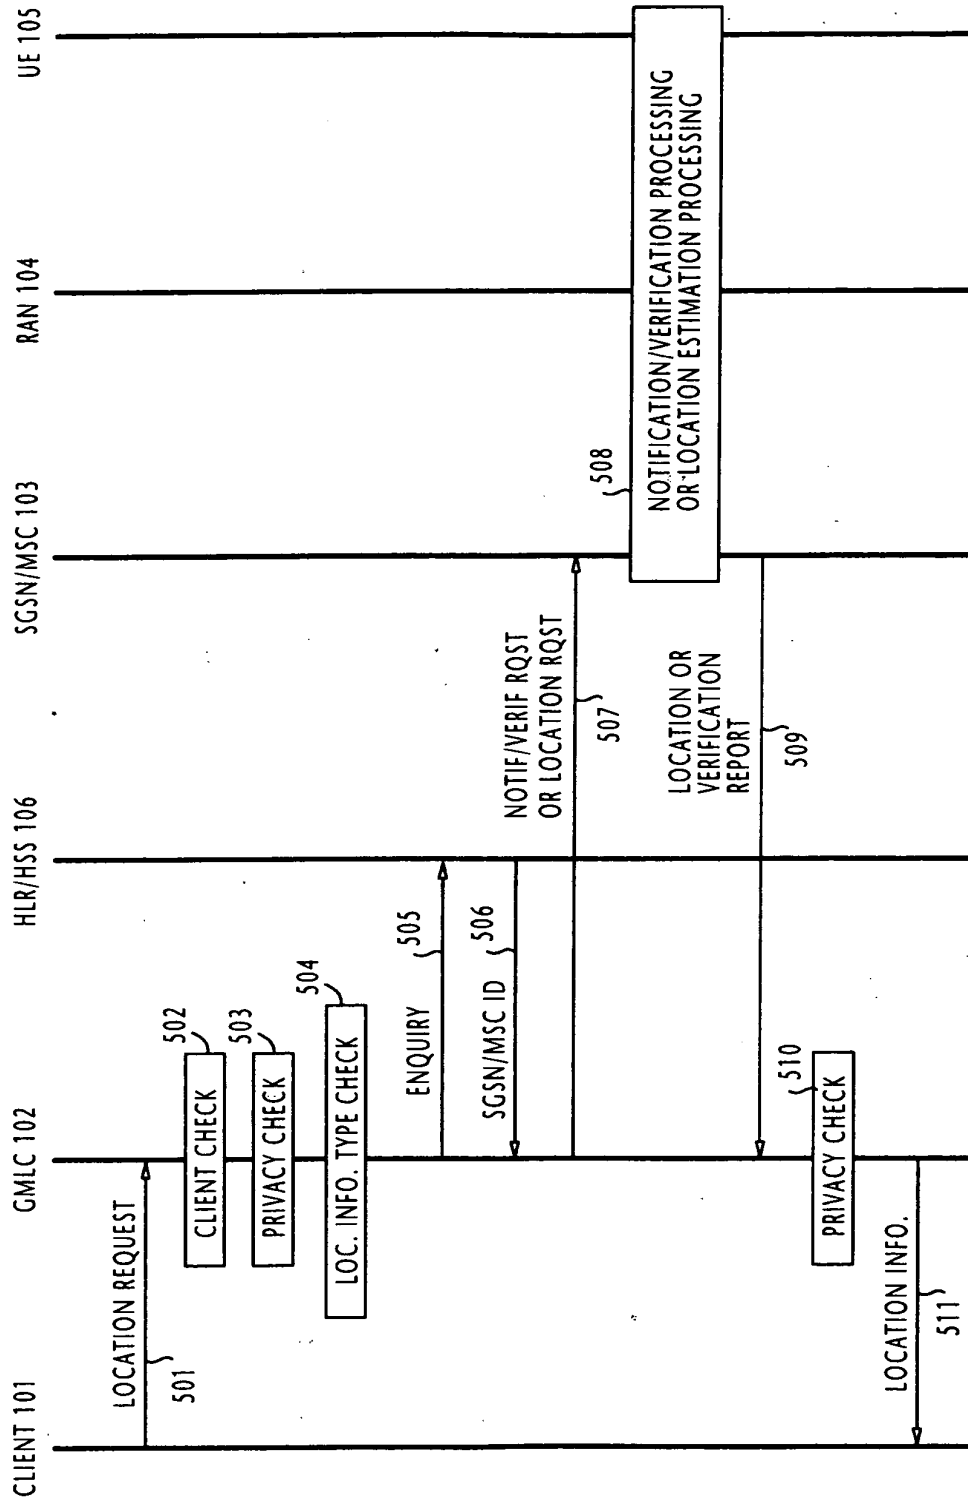 CLIENT 101
GMLC 102
HLR/HSS 106
SGSN/MSC 103
RAN 104
UE 105
LOCATION REQUEST
501
CLIENT CHECK
502
PRIVACY CHECK
503
LOC. INFO. TYPE CHECK
504
ENQUIRY
505
SGSN/MSC ID
506
NOTIF/VERIF RQST
OR LOCATION RQST
507
508
NOTIFICATION/VERIFICATION PROCESSING
OR LOCATION ESTIMATION PROCESSING
LOCATION OR
VERIFICATION
REPORT
509
PRIVACY CHECK
510
LOCATION INFO.
511